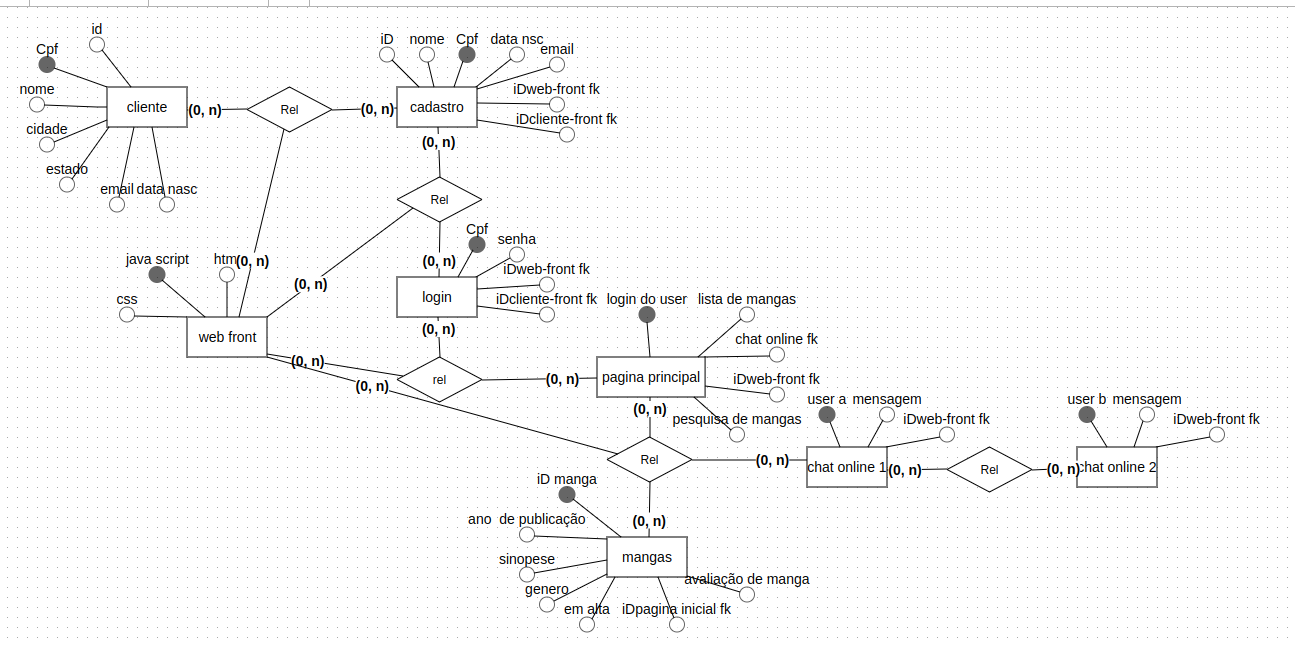 id
Cpf
nome
cidade
estado
email
data nasc
cliente
(0, n)
Rel
(0, n)
iD
nome
Cpf
data nsc
email
iDweb-front fk
iDcliente-front fk
cadastro
(0, n)
Rel
(0, n)
Cpf
senha
iDweb-front fk
iDcliente-front fk
login
(0, n)
java script
htm
(0, n)
(0, n)
css
web front
(0, n)
(0, n)
rel
(0, n)
login do user
lista de mangas
chat online fk
iDweb-front fk
pesquisa de mangas
pagina principal
(0, n)
Rel
(0, n)
user a
mensagem
iDweb-front fk
chat online 1
(0, n)
Rel
(0, n)
user b
mensagem
iDweb-front fk
chat online 2
(0, n)
iD manga
ano de publicação
sinopese
genero
em alta
iDpagina inicial fk
avaliação de manga
mangas